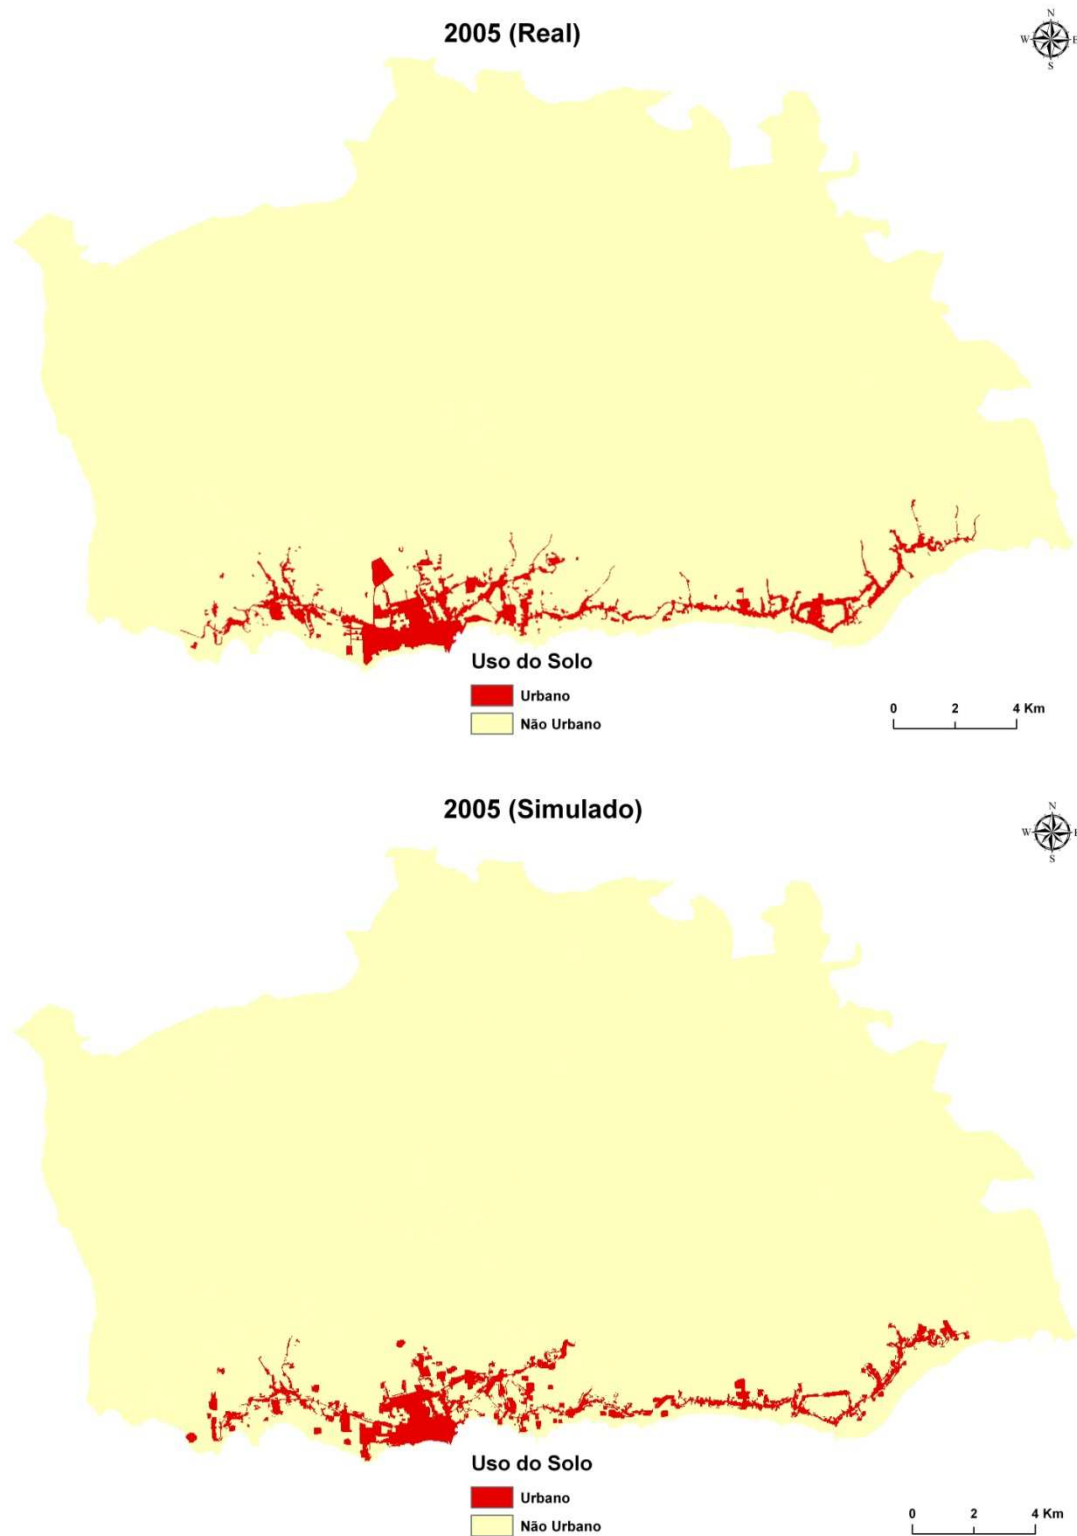 2005 (Real)
N
W E
S
Uso do Solo
Urbano
Não Urbano
0 2 4 Km
2005 (Simulado)
N
W E
S
Uso do Solo
Urbano
Não Urbano
0 2 4 Km